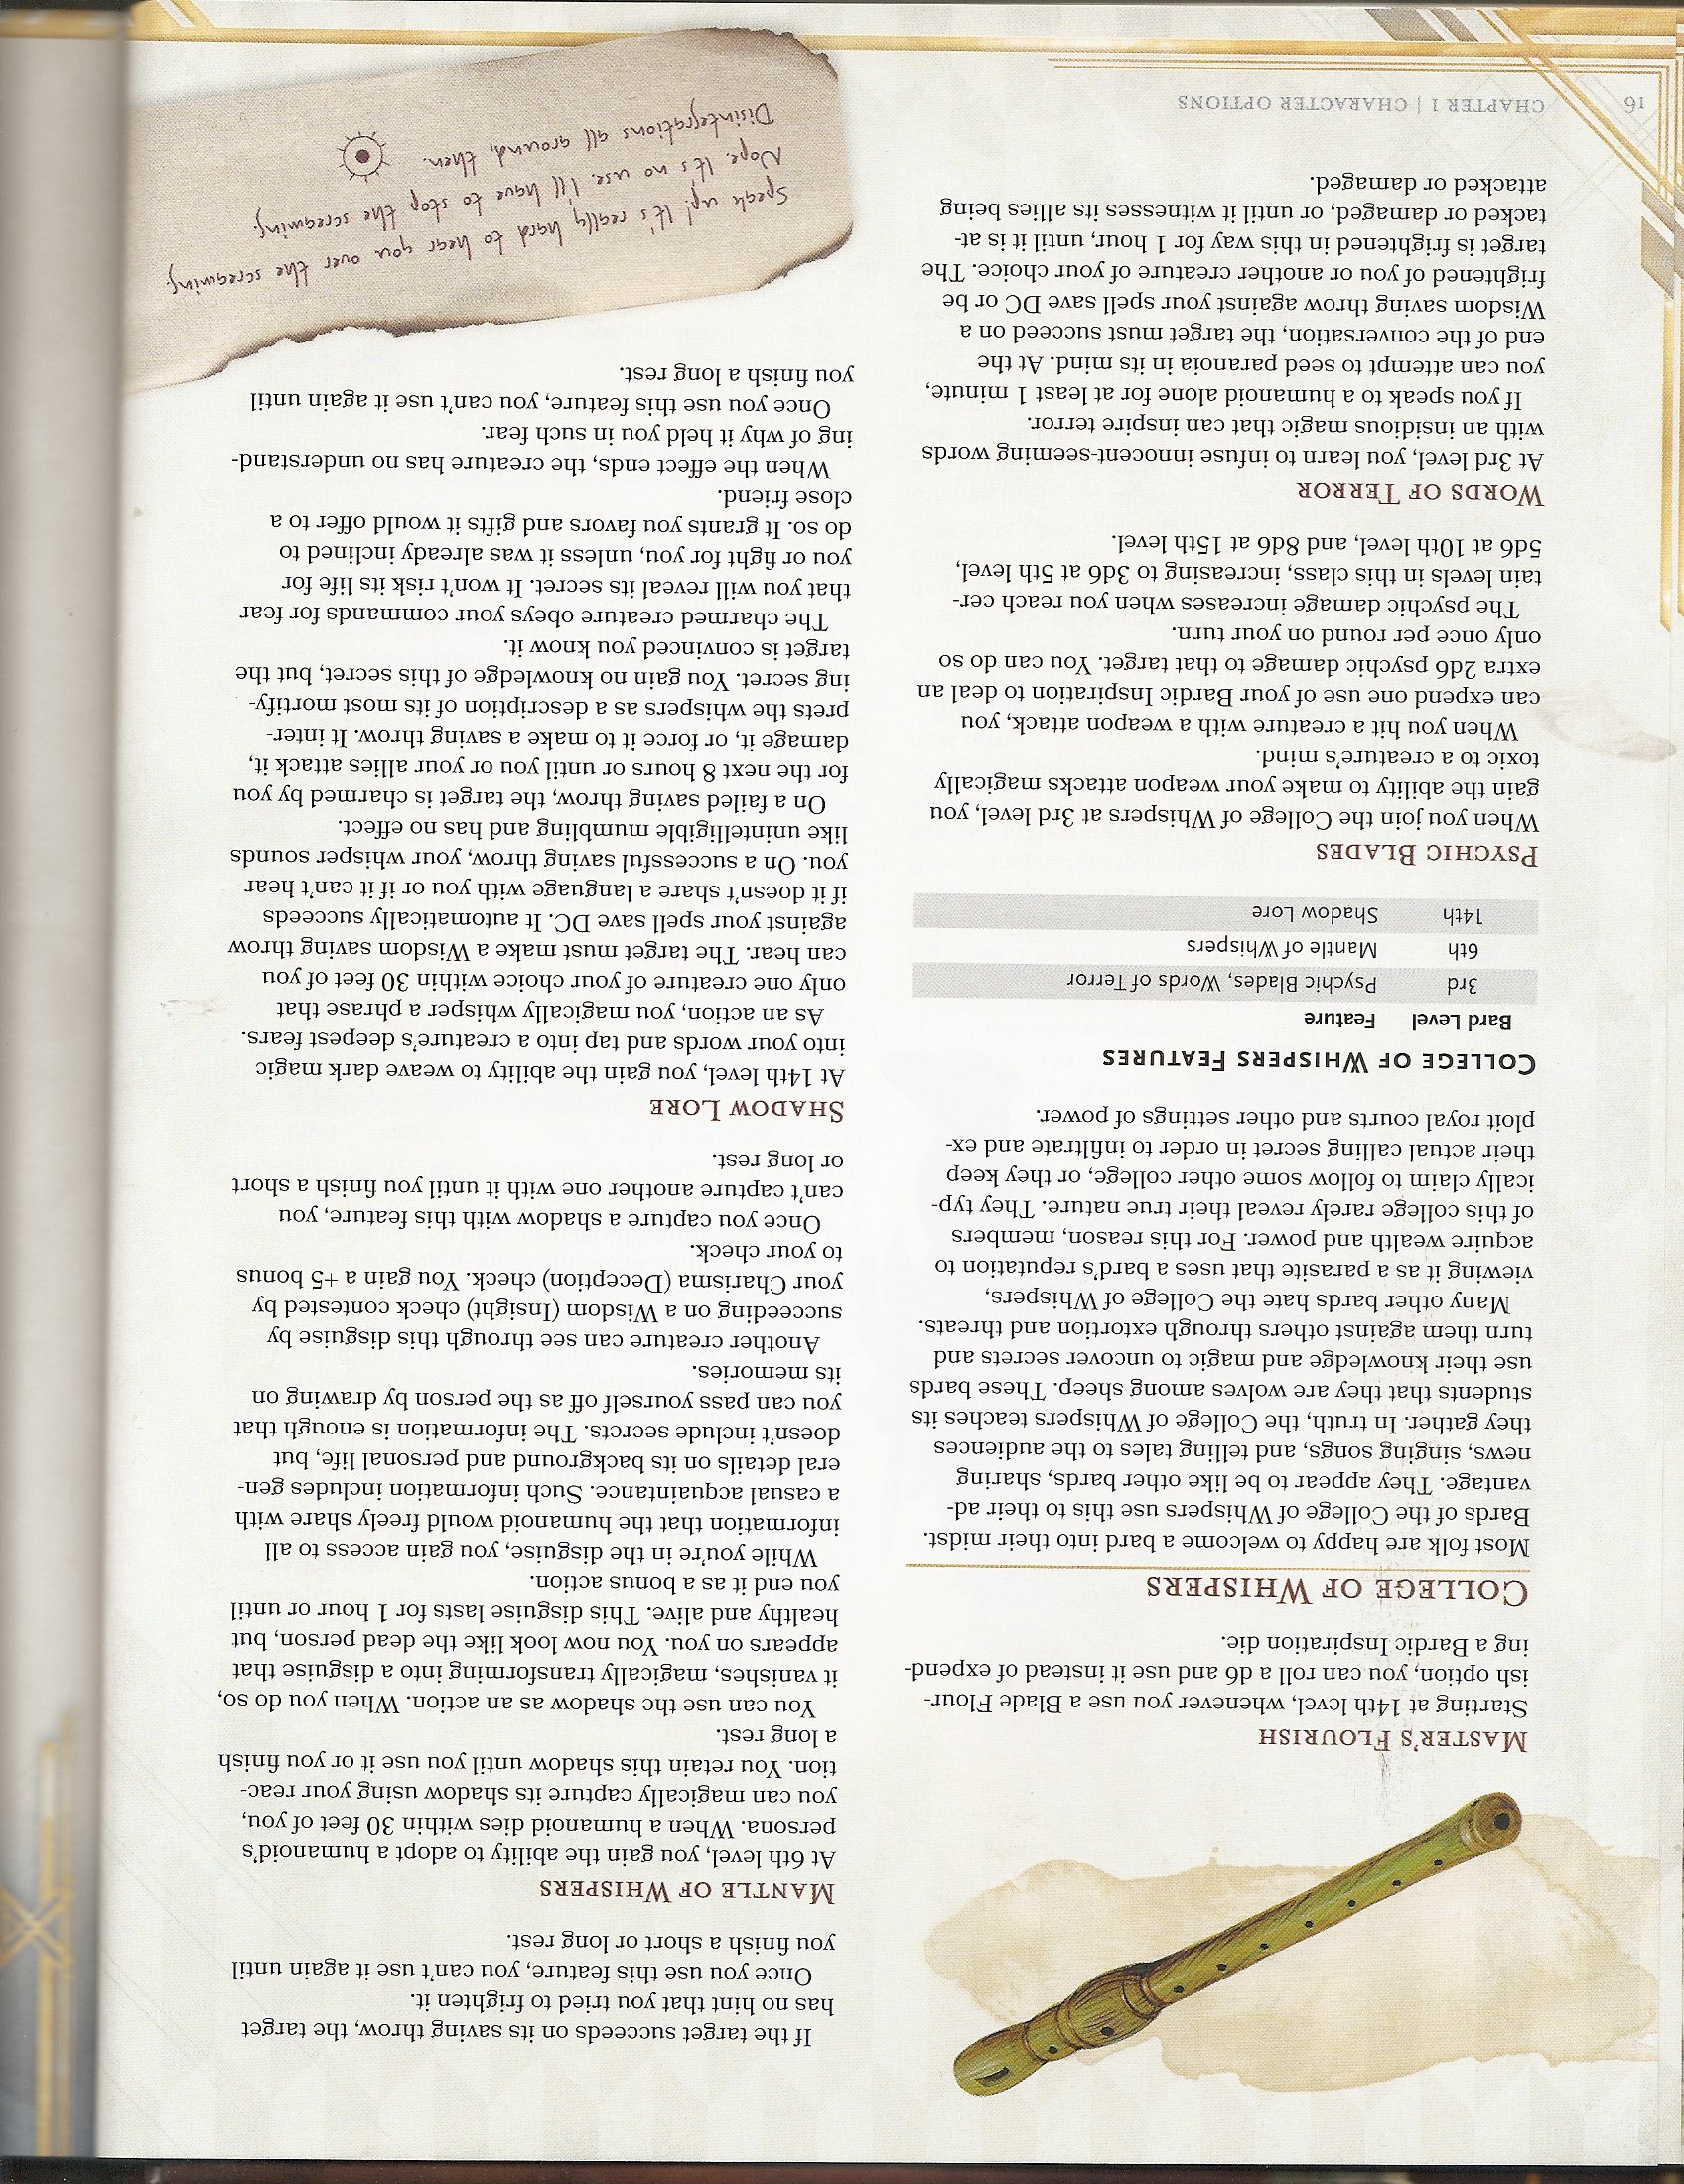 MASTER'S FLOURISH
Starting at 14th level, whenever you use a Blade Flour-
ish option, you can roll a d6 and use it instead of expend-
ing a Bardic Inspiration die.
COLLEGE OF WHISPERS
Most folk are happy to welcome a bard into their midst.
Bards of the College of Whispers use this to their ad-
vantage. They appear to be like other bards, sharing
news, singing songs, and telling tales to the audiences
they gather. In truth, the College of Whispers teaches its
students that they are wolves among sheep. These bards
use their knowledge and magic to uncover secrets and
turn them against others through extortion and threats.
Many other bards hate the College of Whispers,
viewing it as a parasite that uses a bard's reputation to
acquire wealth and power. For this reason, members
of this college rarely reveal their true nature. They typ-
ically claim to follow some other college, or they keep
their actual calling secret in order to infiltrate and ex-
ploit royal courts and other settings of power.
COLLEGE OF WHISPERS FEATURES
Bard Level Feature
3rd Psychic Blades, Words of Terror
6th Mantle of Whispers
14th Shadow Lore
PSYCHIC BLADES
When you join the College of Whispers at 3rd level, you
gain the ability to make your weapon attacks magically
toxic to a creature's mind.
When you hit a creature with a weapon attack, you
can expend one use of your Bardic Inspiration to deal an
extra 2d6 psychic damage to that target. You can do so
only once per round on your turn.
The psychic damage increases when you reach cer-
tain levels in this class, increasing to 3d6 at 5th level,
5d6 at 10th level, and 8d6 at 15th level.
WORDS OF TERROR
At 3rd level, you learn to infuse innocent-seeming words
with an insidious magic that can inspire terror.
If you speak to a humanoid alone for at least 1 minute,
you can attempt to seed paranoia in its mind. At the
end of the conversation, the target must succeed on a
Wisdom saving throw against your spell save DC or be
frightened of you or another creature of your choice. The
target is frightened in this way for 1 hour, until it is at-
tacked or damaged, or until it witnesses its allies being
attacked or damaged.
If the target succeeds on its saving throw, the target
has no hint that you tried to frighten it.
Once you use this feature, you can't use it again until
you finish a short or long rest.
MANTLE OF WHISPERS
At 6th level, you gain the ability to adopt a humanoid's
persona. When a humanoid dies within 30 feet of you,
you can magically capture its shadow using your reac-
tion. You retain this shadow until you use it or you finish
a long rest.
You can use the shadow as an action. When you do so,
it vanishes, magically transforming into a disguise that
appears on you. You now look like the dead person, but
healthy and alive. This disguise lasts for 1 hour or until
you end it as a bonus action.
While you're in the disguise, you gain access to all
information that the humanoid would freely share with
a casual acquaintance. Such information includes gen-
eral details on its background and personal life, but
doesn't include secrets. The information is enough that
you can pass yourself off as the person by drawing on
its memories.
Another creature can see through this disguise by
succeeding on a Wisdom (Insight) check contested by
your Charisma (Deception) check. You gain a +5 bonus
to your check.
Once you capture a shadow with this feature, you
can't capture another one with it until you finish a short
or long rest.
SHADOW LORE
At 14th level, you gain the ability to weave dark magic
into your words and tap into a creature's deepest fears.
As an action, you magically whisper a phrase that
only one creature of your choice within 30 feet of you
can hear. The target must make a Wisdom saving throw
against your spell save DC. It automatically succeeds
if it doesn't share a language with you or if it can't hear
you. On a successful saving throw, your whisper sounds
like unintelligible mumbling and has no effect.
On a failed saving throw, the target is charmed by you
for the next 8 hours or until you or your allies attack it,
damage it, or force it to make a saving throw. It inter-
prets the whispers as a description of its most mortify-
ing secret. You gain no knowledge of this secret, but the
target is convinced you know it.
The charmed creature obeys your commands for fear
that you will reveal its secret. It won't risk its life for
you or fight for you, unless it was already inclined to
do so. It grants you favors and gifts it would offer to a
close friend.
When the effect ends, the creature has no understand-
ing of why it held you in such fear.
Once you use this feature, you can't use it again until
you finish a long rest.
Speak up! It's really hard to hear you over the screaming.
Nope. It's no use. I'll have to stop the screaming.
Disintegrations all around, then.
16 CHAPTER 1 | CHARACTER OPTIONS